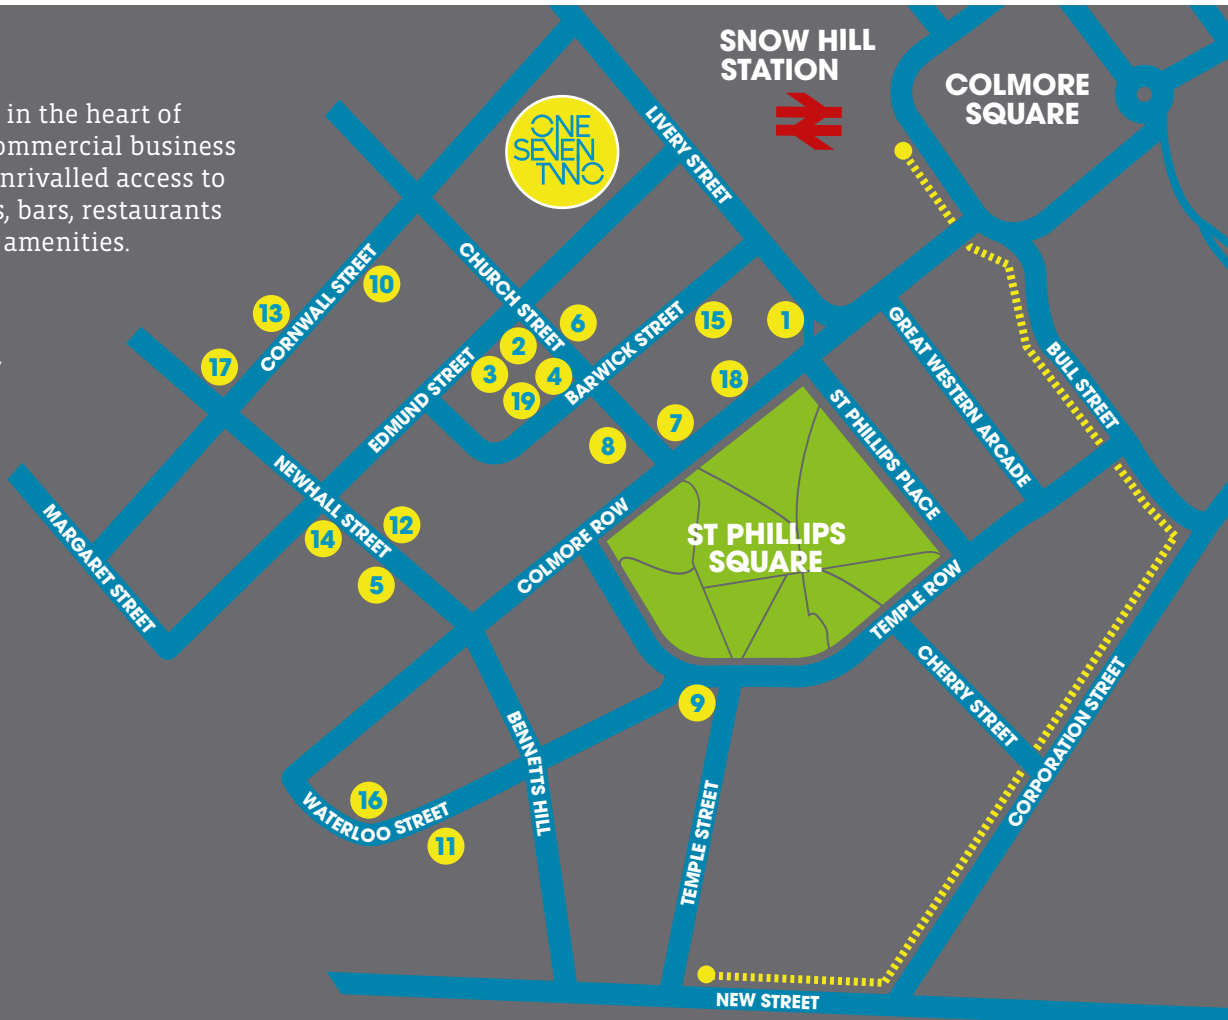 in the heart of
ommercial business
nrivalled access to
s, bars, restaurants
amenities.
ONE
SEVEN
TWO
SNOW HILL
STATION
COLMORE
SQUARE
LIVERY STREET
CHURCH STREET
CORNWALL STREET
10
13
17
6
2
3
4
19
15
1
18
7
8
BARWICK STREET
EDMUND STREET
GREAT WESTERN ARCADE
BULL STREET
ST PHILLIPS PLACE
NEWHALL STREET
MARGARET STREET
12
14
5
COLMORE ROW
ST PHILLIPS
SQUARE
TEMPLE ROW
CHERRY STREET
CORPORATION STREET
9
BENNETTS HILL
16
WATERLOO STREET
11
TEMPLE STREET
NEW STREET